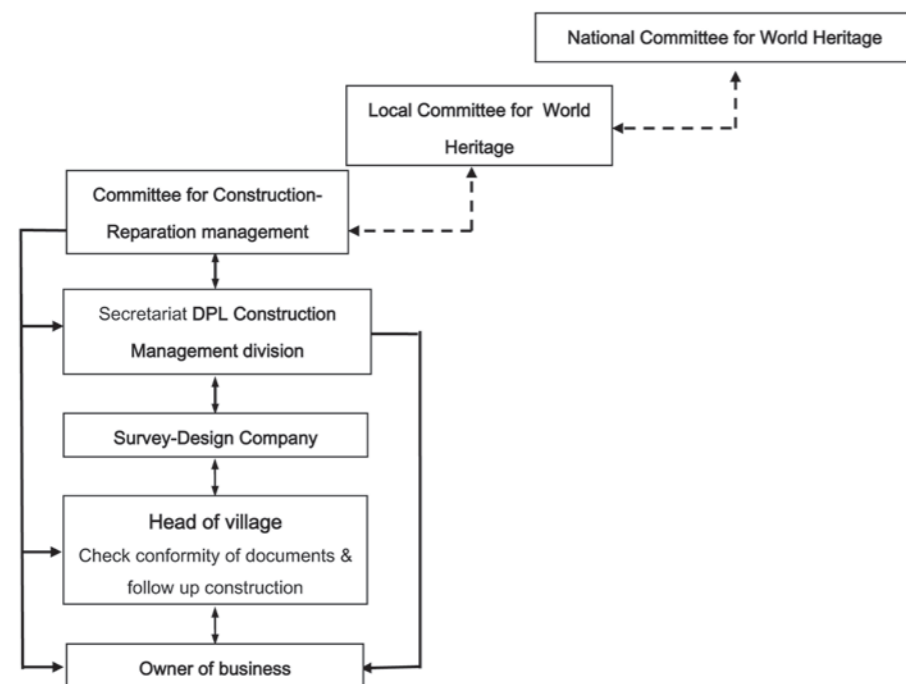 National Committee for World Heritage
Local Committee for World
Heritage
Committee for Construction-
Reparation management
Secretariat DPL Construction
Management division
Survey-Design Company
Head of village
Check conformity of documents &
follow up construction
Owner of business